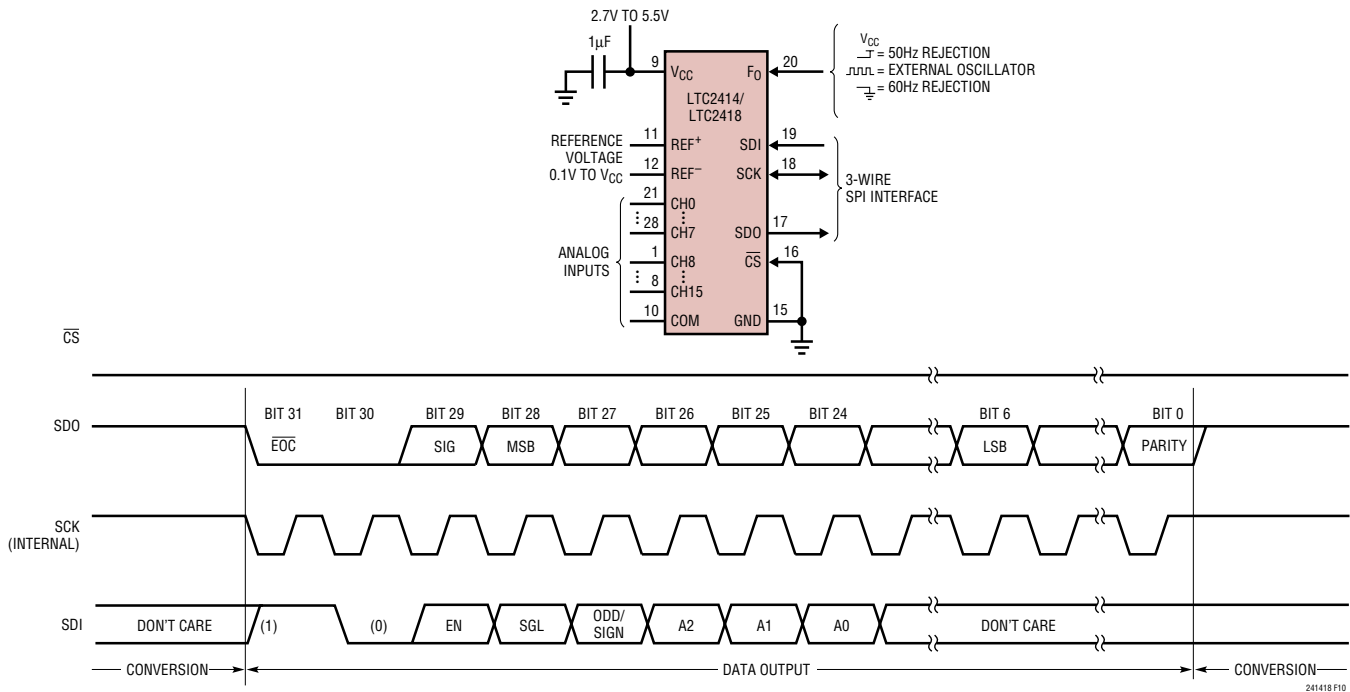 2.7V TO 5.5V
1µF
9
VCC
FO
20
VCC
= 50Hz REJECTION
= EXTERNAL OSCILLATOR
= 60Hz REJECTION
LTC2414/
LTC2418
REFERENCE
VOLTAGE
0.1V TO VCC
11
REF+
12
REF–
SDI
19
SCK
18
3-WIRE
SPI INTERFACE
21
CH0
28
CH7
SDO
17
ANALOG
INPUTS
1
CH8
8
CH15
CS
16
10
COM
GND
15
CS
SDO
BIT 31
BIT 30
BIT 29
BIT 28
BIT 27
BIT 26
BIT 25
BIT 24
BIT 6
BIT 0
EOC
SIG
MSB
LSB
PARITY
SCK
(INTERNAL)
SDI
DON'T CARE
(1)
(0)
EN
SGL
ODD/
SIGN
A2
A1
A0
DON'T CARE
CONVERSION
DATA OUTPUT
CONVERSION
241418 F10